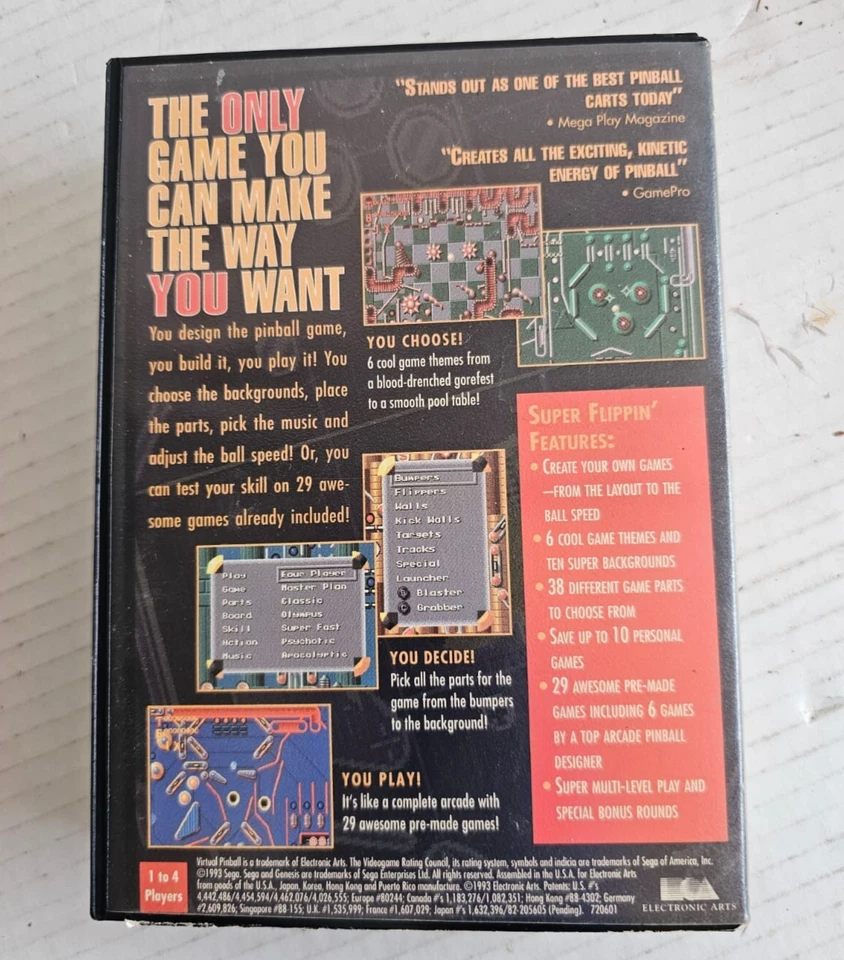 THE ONLY
GAME YOU
CAN MAKE
THE WAY
YOU WANT
You design the pinball game,
you build it, you play it! You
choose the backgrounds, place
the parts, pick the music and
adjust the ball speed! Or, you
can test your skill on 29 awe-
some games already included!
"STANDS OUT AS ONE OF THE BEST PINBALL
CARTS TODAY"
• Mega Play Magazine
"CREATES ALL THE EXCITING, KINETIC
ENERGY OF PINBALL"
• GamePro
YOU CHOOSE!
6 cool game themes from
a blood-drenched gorefest
to a smooth pool table!
Bumpers
Flippers
Walls
Kick Walls
Targets
Tracks
Special
Launcher
B Blaster
C Grabber
Play Four Player
Game Master Plan
Parts Classic
Board Olympus
Skill Super Fast
Action Psychotic
Music Apocalyptic
YOU DECIDE!
Pick all the parts for the
game from the bumpers
to the background!
YOU PLAY!
It's like a complete arcade with
29 awesome pre-made games!
SUPER FLIPPIN'
FEATURES:
• CREATE YOUR OWN GAMES
—FROM THE LAYOUT TO THE
BALL SPEED
• 6 COOL GAME THEMES AND
TEN SUPER BACKGROUNDS
• 38 DIFFERENT GAME PARTS
TO CHOOSE FROM
• SAVE UP TO 10 PERSONAL
GAMES
• 29 AWESOME PRE-MADE
GAMES INCLUDING 6 GAMES
BY A TOP ARCADE PINBALL
DESIGNER
• SUPER MULTI-LEVEL PLAY AND
SPECIAL BONUS ROUNDS
1 to 4
Players
Virtual Pinball is a trademark of Electronic Arts. The Videogame Rating Council, its rating system, symbols and indicia are trademarks of Sega of America, Inc.
©1993 Sega. Sega and Genesis are trademarks of Sega Enterprises Ltd. All rights reserved. Assembled in the U.S.A. for Electronic Arts
from goods of the U.S.A., Japan, Korea, Hong Kong and Puerto Rico manufacture. ©1993 Electronic Arts. Patents: U.S. #'s
4,442,486/4,454,594/4,462,076/4,026,555; Europe #80244; Canada #'s 1,183,276/1,082,351; Hong Kong #88-4302; Germany
#2,609,826; Singapore #88-155; U.K. #1,535,999; France #1,607,029; Japan #'s 1,632,396/82-205605 (Pending). 720601
EA
ELECTRONIC ARTS